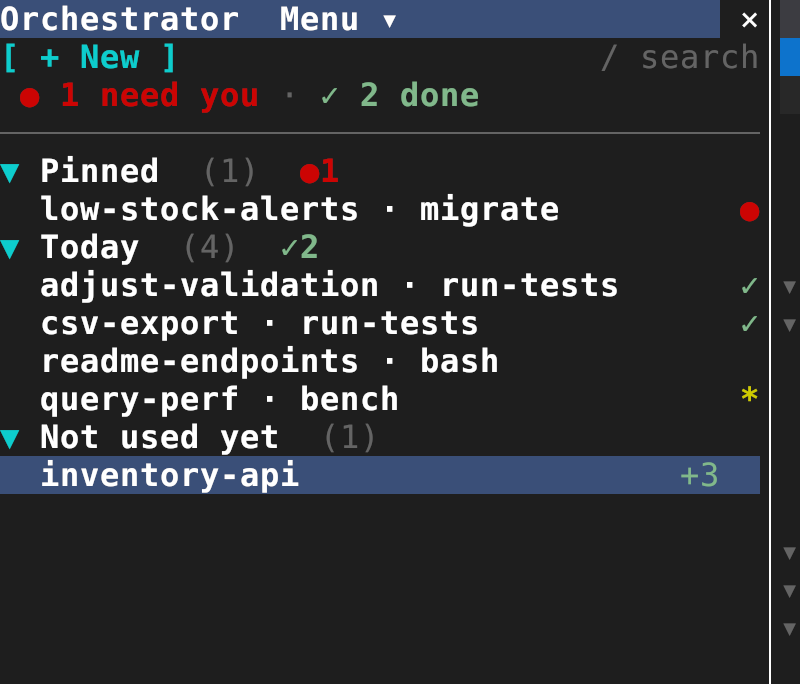 Orchestrator  Menu ▾  ×
[ + New ]  / search
● 1 need you · ✓ 2 done
▼ Pinned  (1)  ●1
low-stock-alerts · migrate  ●
▼ Today  (4)  ✓2
adjust-validation · run-tests  ✓
csv-export · run-tests  ✓
readme-endpoints · bash
query-perf · bench  *
▼ Not used yet  (1)
inventory-api  +3